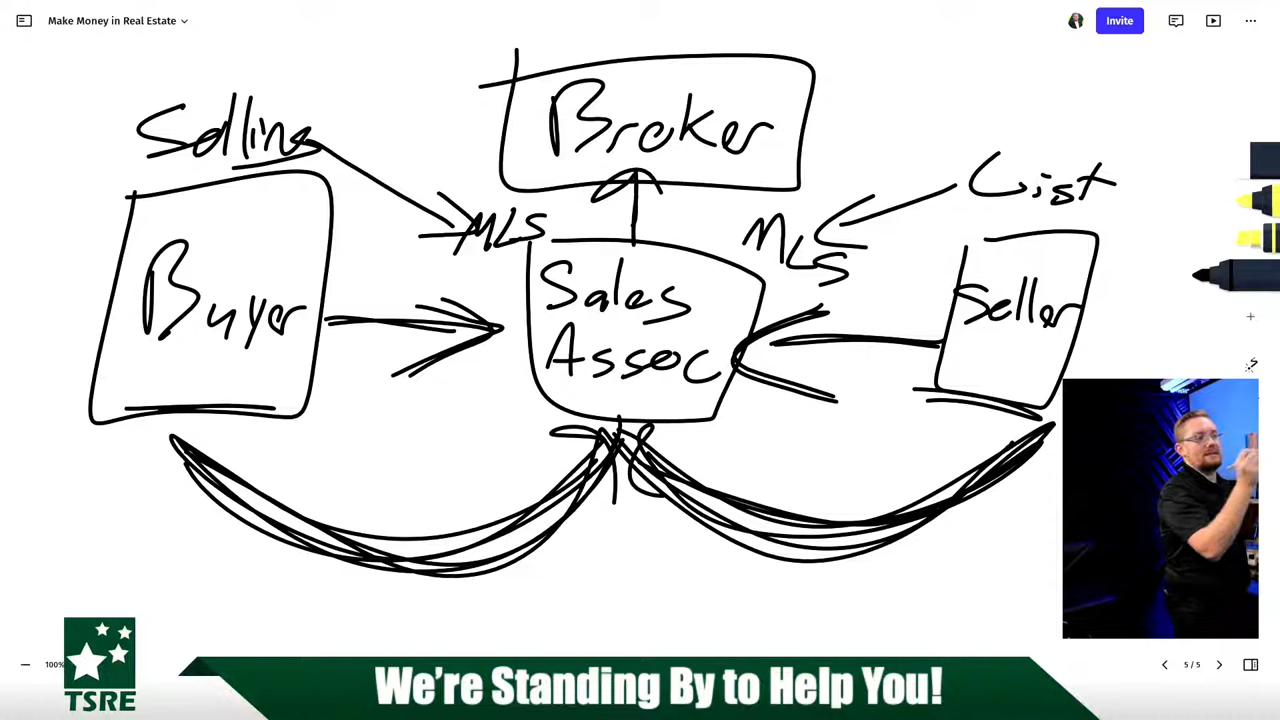 Make Money in Real Estate
Invite
Broker
Selling
List
MLS
MLS
Buyer
Sales
Assoc
Seller
100%
5 / 5
TSRE
We're Standing By to Help You!